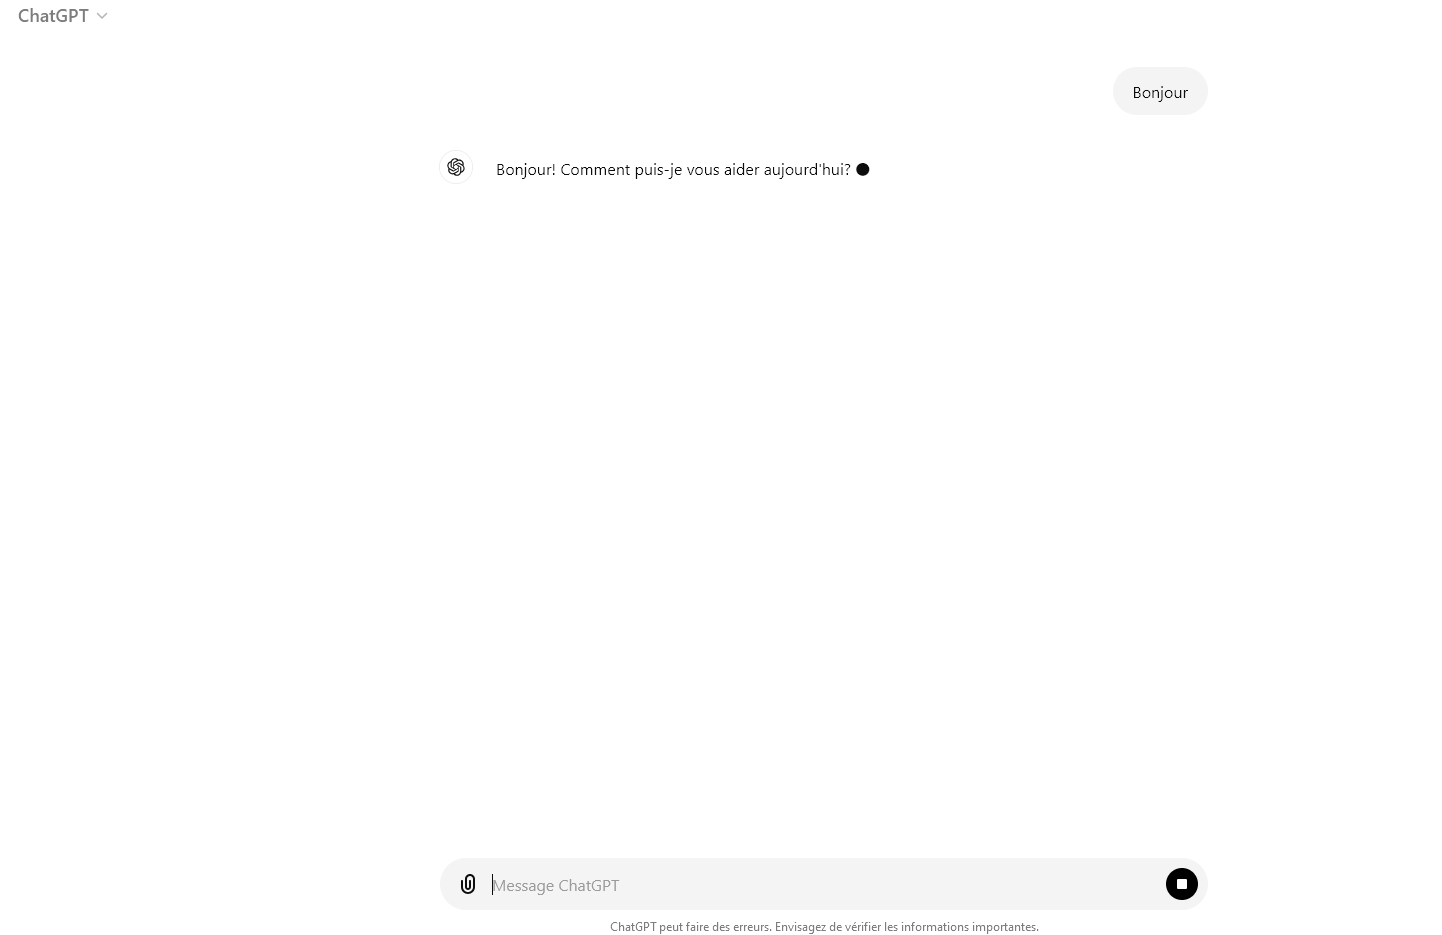 ChatGPT
Bonjour
Bonjour! Comment puis-je vous aider aujourd'hui?
Message ChatGPT
ChatGPT peut faire des erreurs. Envisagez de vérifier les informations importantes.